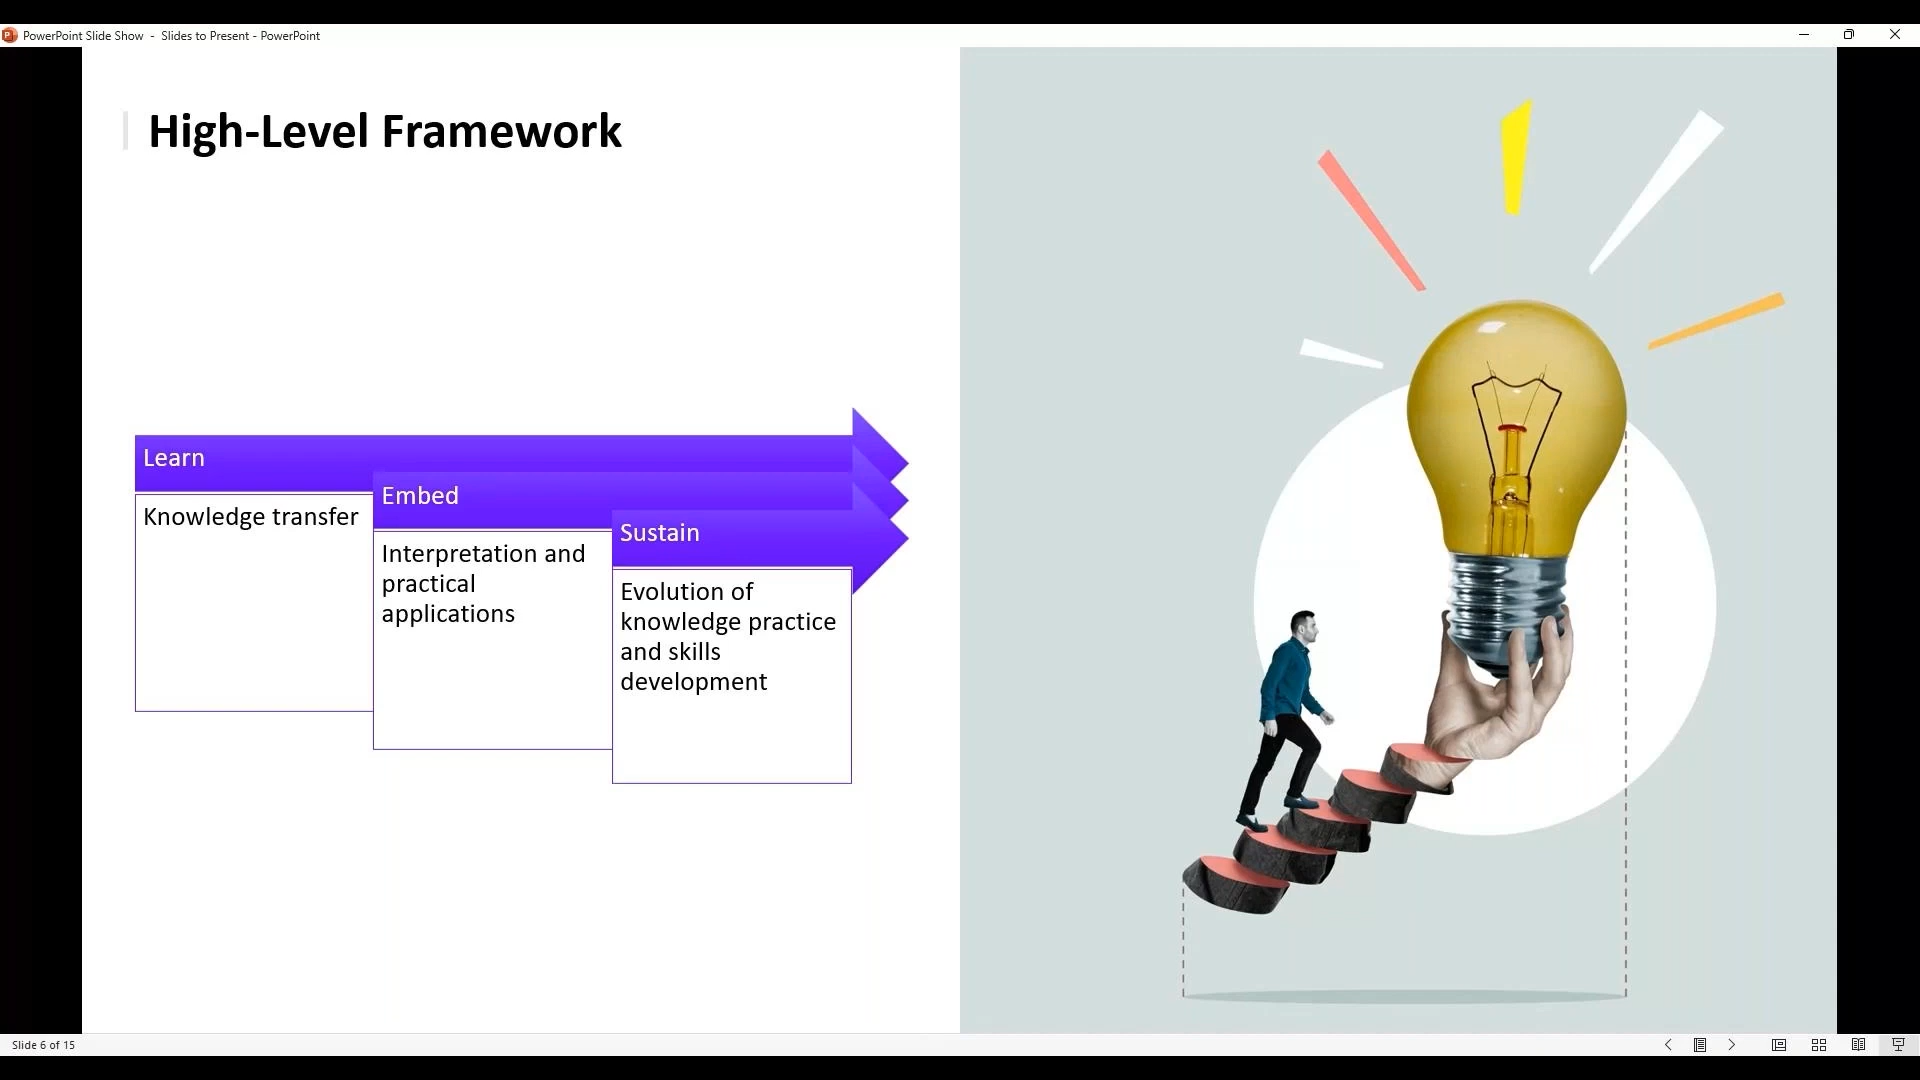 PowerPoint Slide Show - Slides to Present - PowerPoint
High-Level Framework
Learn
Knowledge transfer
Embed
Interpretation and
practical
applications
Sustain
Evolution of
knowledge practice
and skills
development
Slide 6 of 15